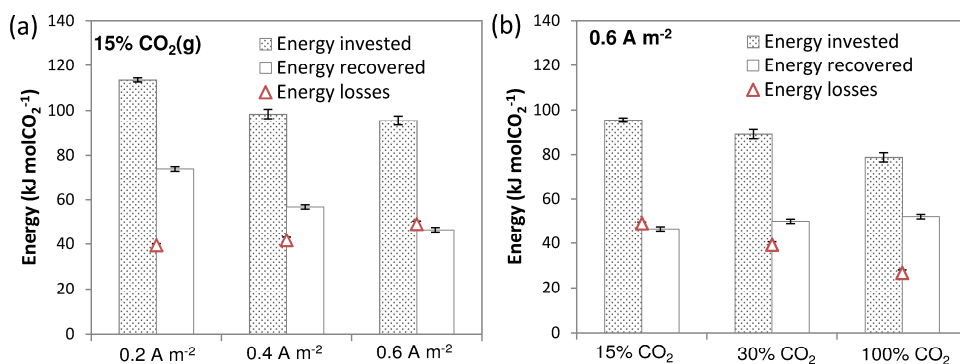 (a)
15% CO₂(g)
Energy invested
Energy recovered
Energy losses
Energy (kJ molCO₂⁻¹)
140
120
100
80
60
40
20
0
0.2 A m⁻²
0.4 A m⁻²
0.6 A m⁻²
(b)
0.6 A m⁻²
Energy invested
Energy recovered
Energy losses
Energy (kJ molCO₂⁻¹)
140
120
100
80
60
40
20
0
15% CO₂
30% CO₂
100% CO₂